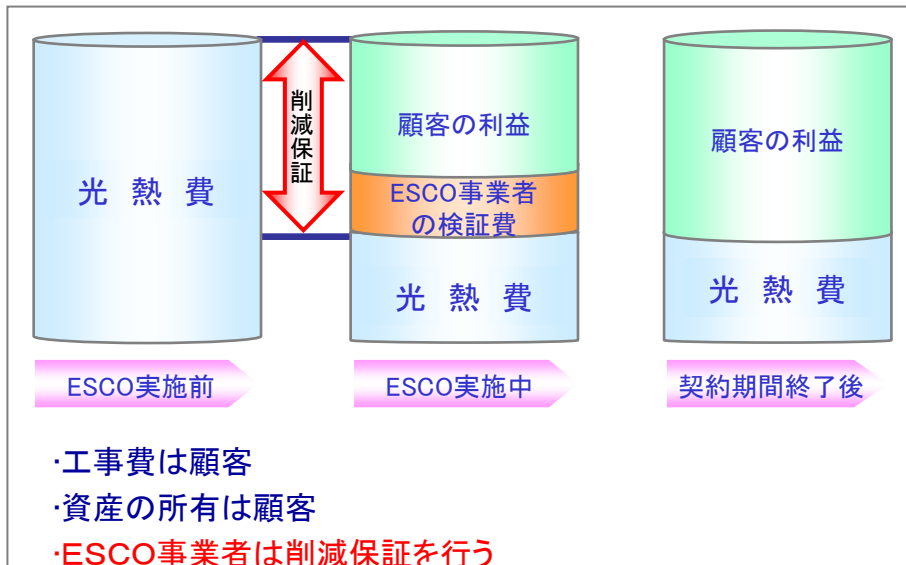 光 熱 費
削減保証
顧客の利益
ESCO事業者
の検証費
光 熱 費
顧客の利益
光 熱 費
ESCO実施前
ESCO実施中
契約期間終了後
･工事費は顧客
･資産の所有は顧客
･ESCO事業者は削減保証を行う